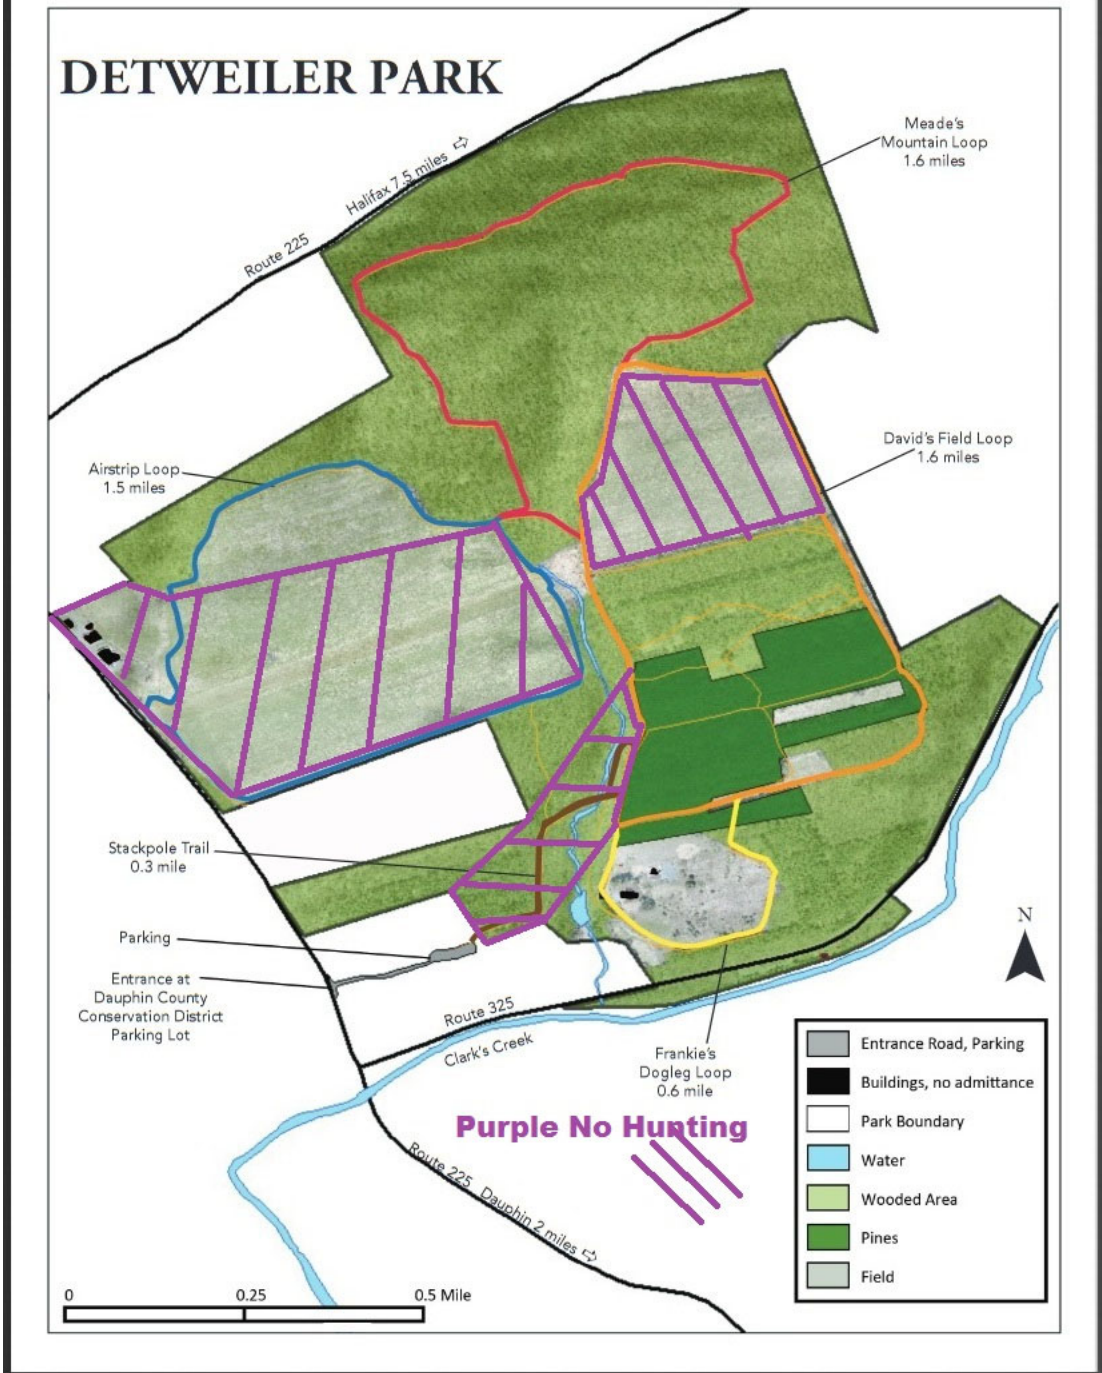 DETWEILER PARK
Meade's
Mountain Loop
1.6 miles
Halifax 7.5 miles
Route 225
David's Field Loop
1.6 miles
Airstrip Loop
1.5 miles
Stackpole Trail
0.3 mile
Parking
Entrance at
Dauphin County
Conservation District
Parking Lot
N
Route 325
Clark's Creek
Frankie's
Dogleg Loop
0.6 mile
Purple No Hunting
Route 225 Dauphin 2 miles
Entrance Road, Parking
Buildings, no admittance
Park Boundary
Water
Wooded Area
Pines
Field
0 0.25 0.5 Mile